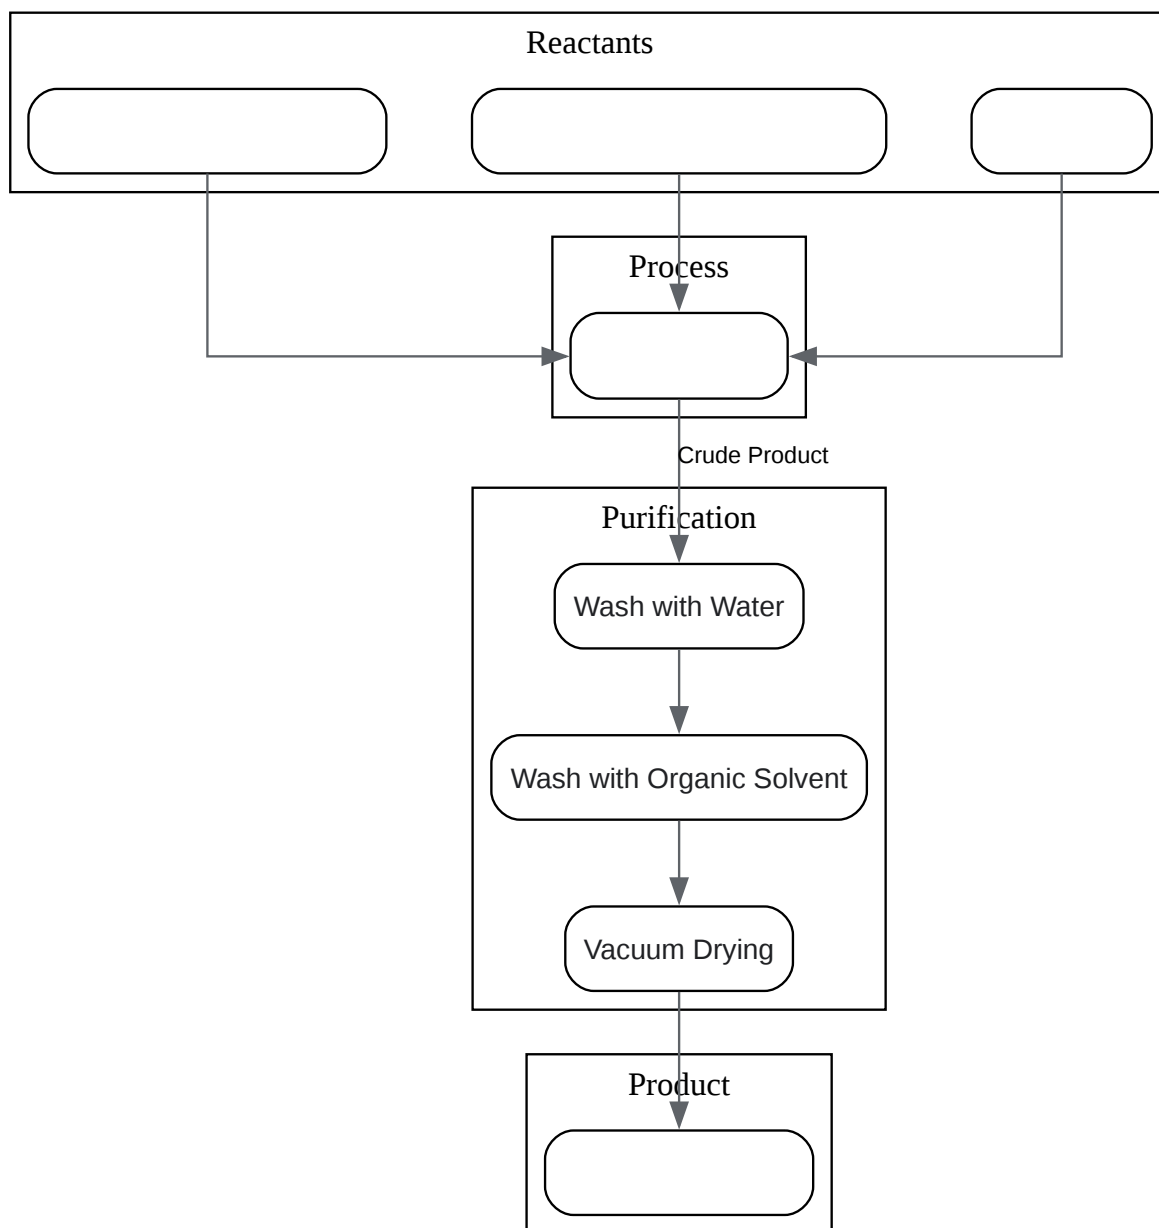 Reactants
Process
Crude Product
Purification
Wash with Water
Wash with Organic Solvent
Vacuum Drying
Product